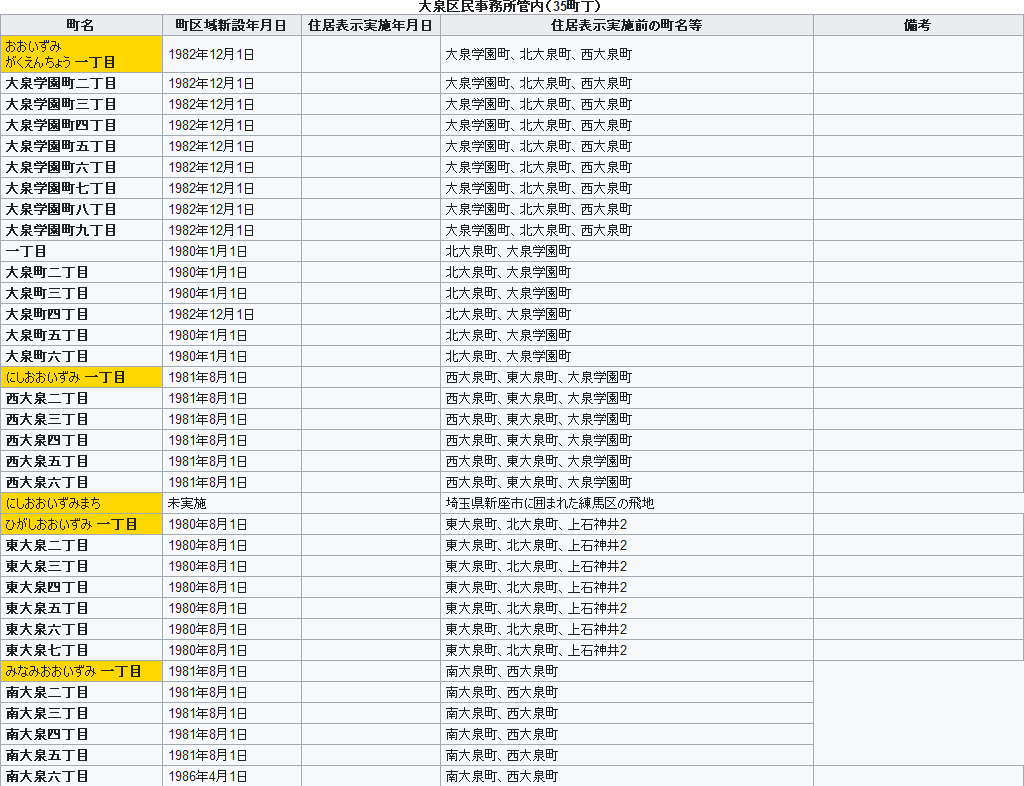 大泉区民事務所管内（35町丁）
町名 町区域新設年月日 住居表示実施年月日 住居表示実施前の町名等 備考
おおいずみ
がくえんちょう 一丁目 1982年12月1日 大泉学園町、北大泉町、西大泉町
大泉学園町二丁目 1982年12月1日 大泉学園町、北大泉町、西大泉町
大泉学園町三丁目 1982年12月1日 大泉学園町、北大泉町、西大泉町
大泉学園町四丁目 1982年12月1日 大泉学園町、北大泉町、西大泉町
大泉学園町五丁目 1982年12月1日 大泉学園町、北大泉町、西大泉町
大泉学園町六丁目 1982年12月1日 大泉学園町、北大泉町、西大泉町
大泉学園町七丁目 1982年12月1日 大泉学園町、北大泉町、西大泉町
大泉学園町八丁目 1982年12月1日 大泉学園町、北大泉町、西大泉町
大泉学園町九丁目 1982年12月1日 大泉学園町、北大泉町、西大泉町
一丁目 1980年1月1日 北大泉町、大泉学園町
大泉町二丁目 1980年1月1日 北大泉町、大泉学園町
大泉町三丁目 1980年1月1日 北大泉町、大泉学園町
大泉町四丁目 1982年12月1日 北大泉町、大泉学園町
大泉町五丁目 1980年1月1日 北大泉町、大泉学園町
大泉町六丁目 1980年1月1日 北大泉町、大泉学園町
にしおおいずみ 一丁目 1981年8月1日 西大泉町、東大泉町、大泉学園町
西大泉二丁目 1981年8月1日 西大泉町、東大泉町、大泉学園町
西大泉三丁目 1981年8月1日 西大泉町、東大泉町、大泉学園町
西大泉四丁目 1981年8月1日 西大泉町、東大泉町、大泉学園町
西大泉五丁目 1981年8月1日 西大泉町、東大泉町、大泉学園町
西大泉六丁目 1981年8月1日 西大泉町、東大泉町、大泉学園町
にしおおいずみまち 未実施 埼玉県新座市に囲まれた練馬区の飛地
ひがしおおいずみ 一丁目 1980年8月1日 東大泉町、北大泉町、上石神井2
東大泉二丁目 1980年8月1日 東大泉町、北大泉町、上石神井2
東大泉三丁目 1980年8月1日 東大泉町、北大泉町、上石神井2
東大泉四丁目 1980年8月1日 東大泉町、北大泉町、上石神井2
東大泉五丁目 1980年8月1日 東大泉町、北大泉町、上石神井2
東大泉六丁目 1980年8月1日 東大泉町、北大泉町、上石神井2
東大泉七丁目 1980年8月1日 東大泉町、北大泉町、上石神井2
みなみおおいずみ 一丁目 1981年8月1日 南大泉町、西大泉町
南大泉二丁目 1981年8月1日 南大泉町、西大泉町
南大泉三丁目 1981年8月1日 南大泉町、西大泉町
南大泉四丁目 1981年8月1日 南大泉町、西大泉町
南大泉五丁目 1981年8月1日 南大泉町、西大泉町
南大泉六丁目 1986年4月1日 南大泉町、西大泉町